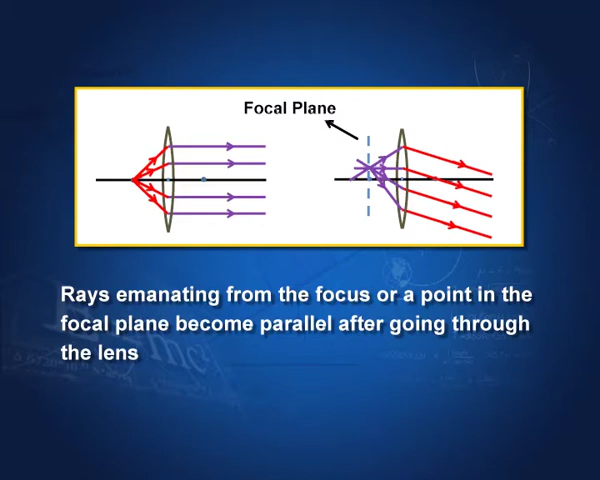 Focal Plane
Rays emanating from the focus or a point in the
focal plane become parallel after going through
the lens